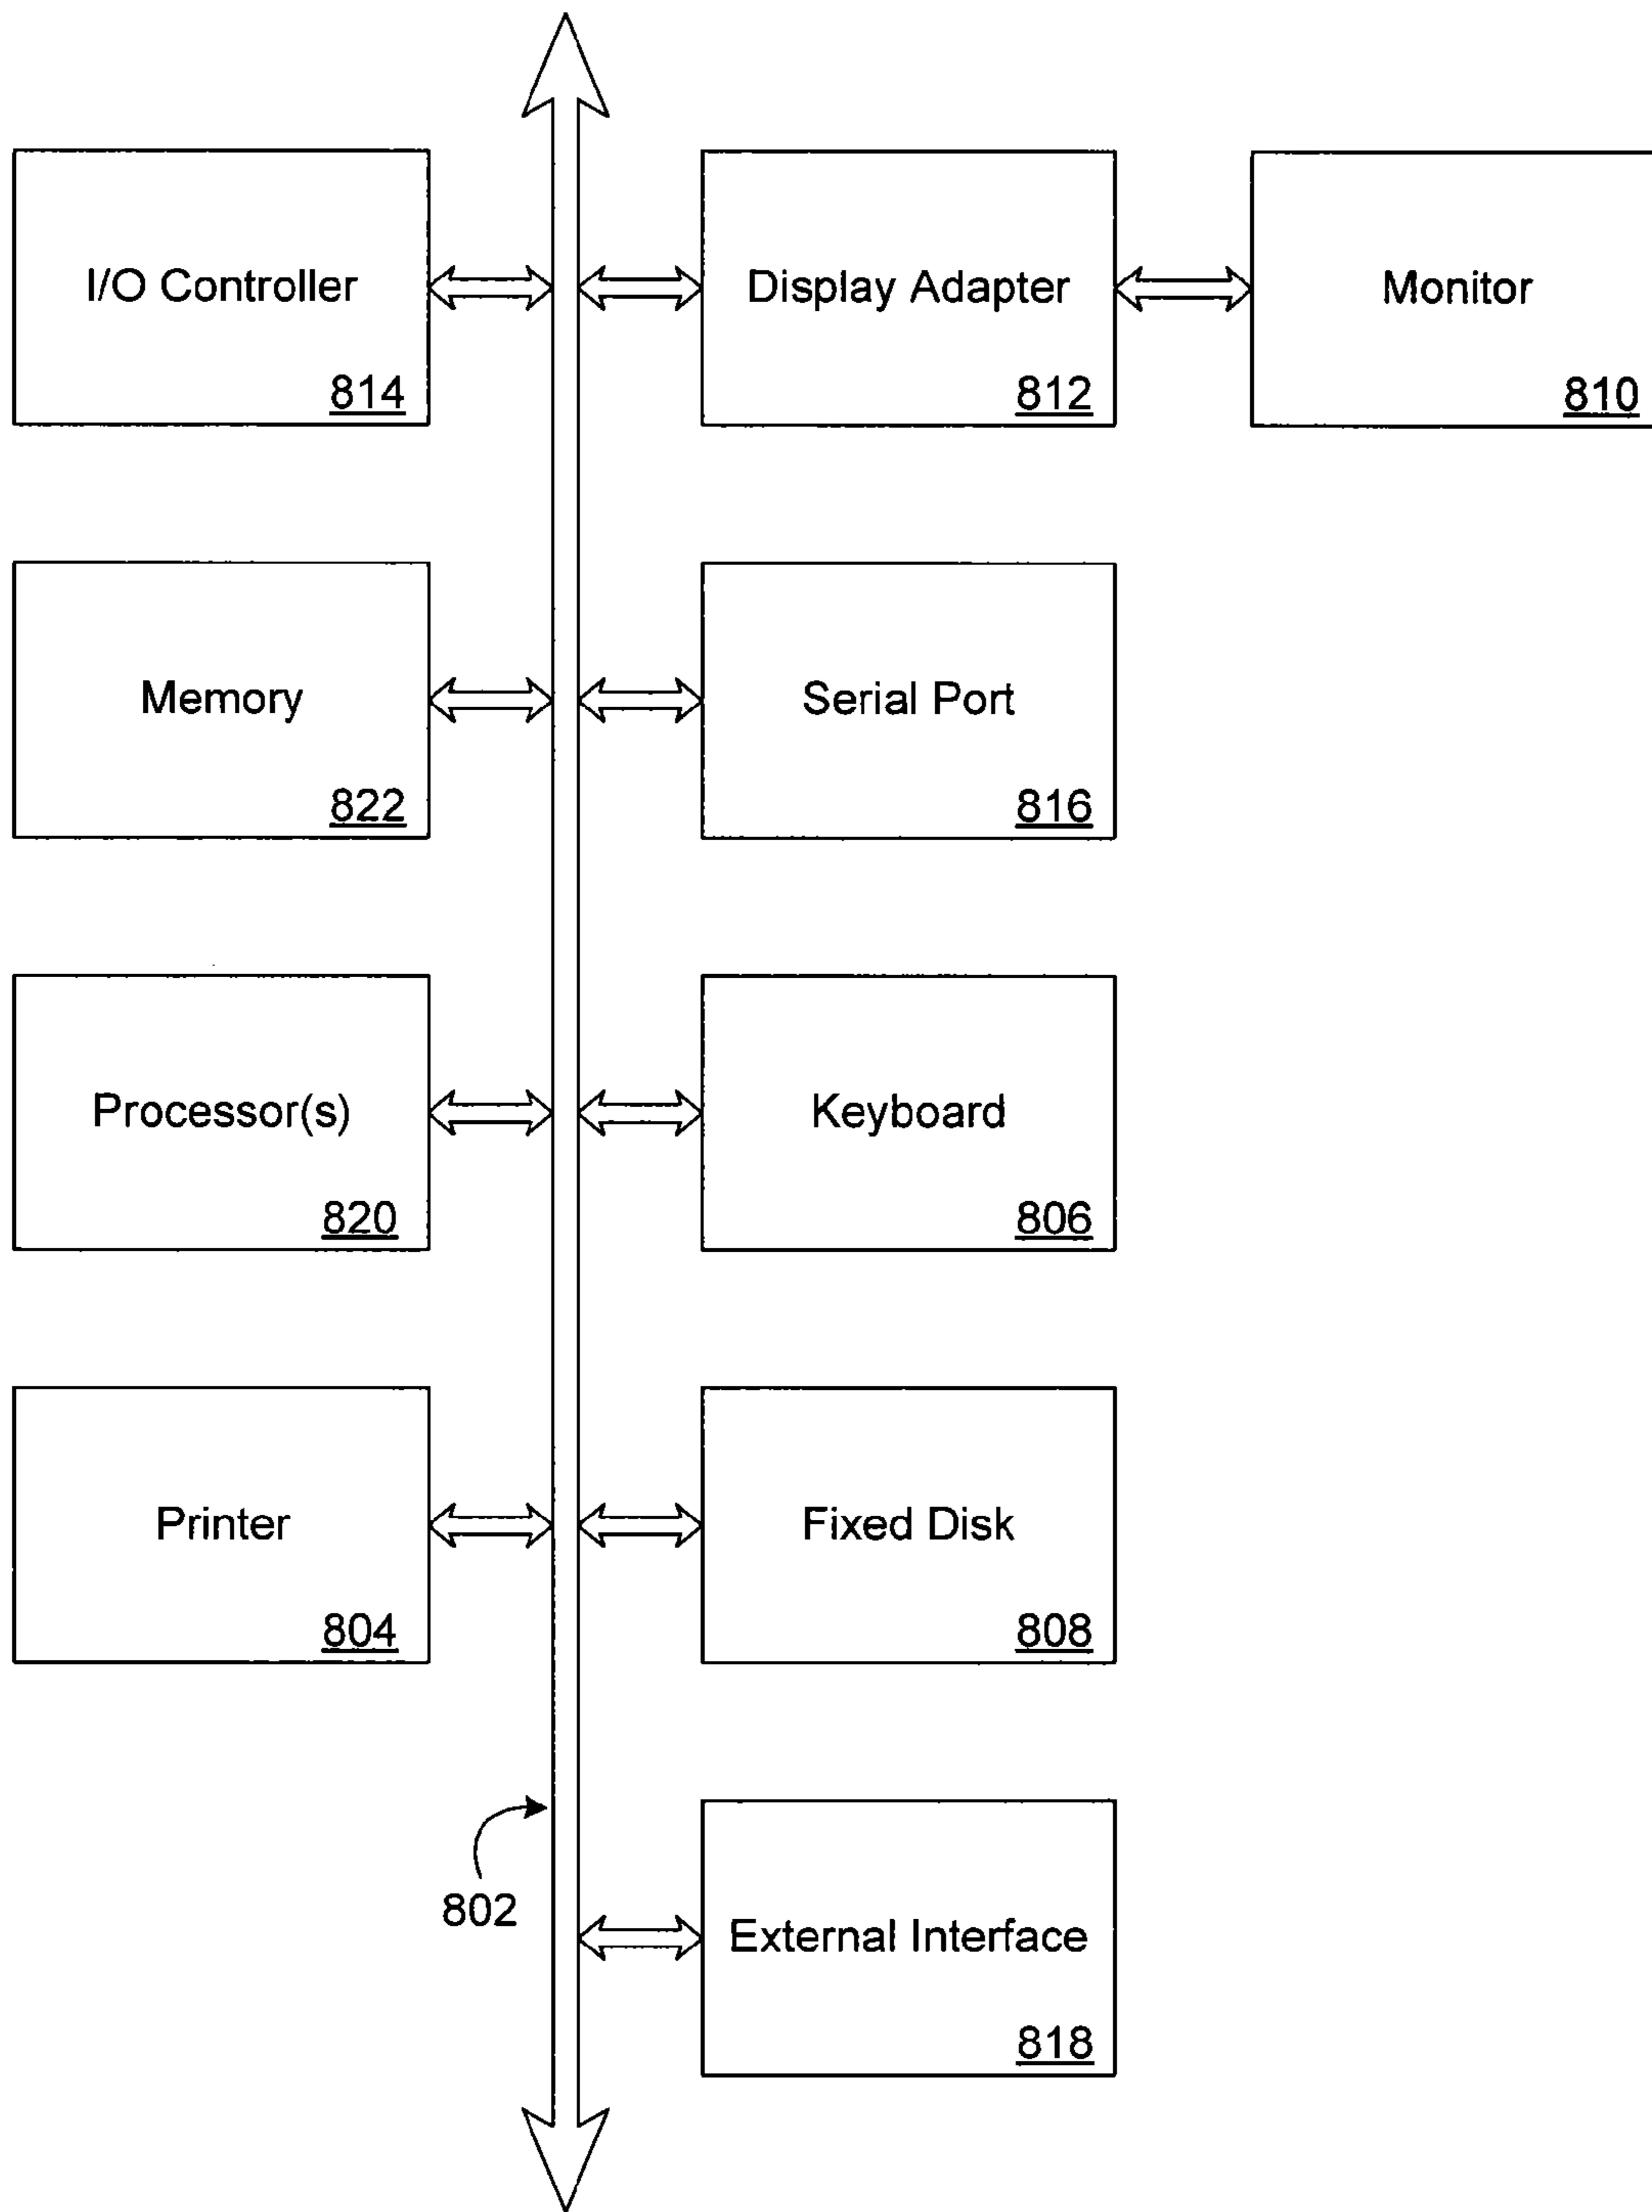 I/O Controller
814
Display Adapter
812
Monitor
810
Memory
822
Serial Port
816
Processor(s)
820
Keyboard
806
Printer
804
Fixed Disk
808
802
External Interface
818